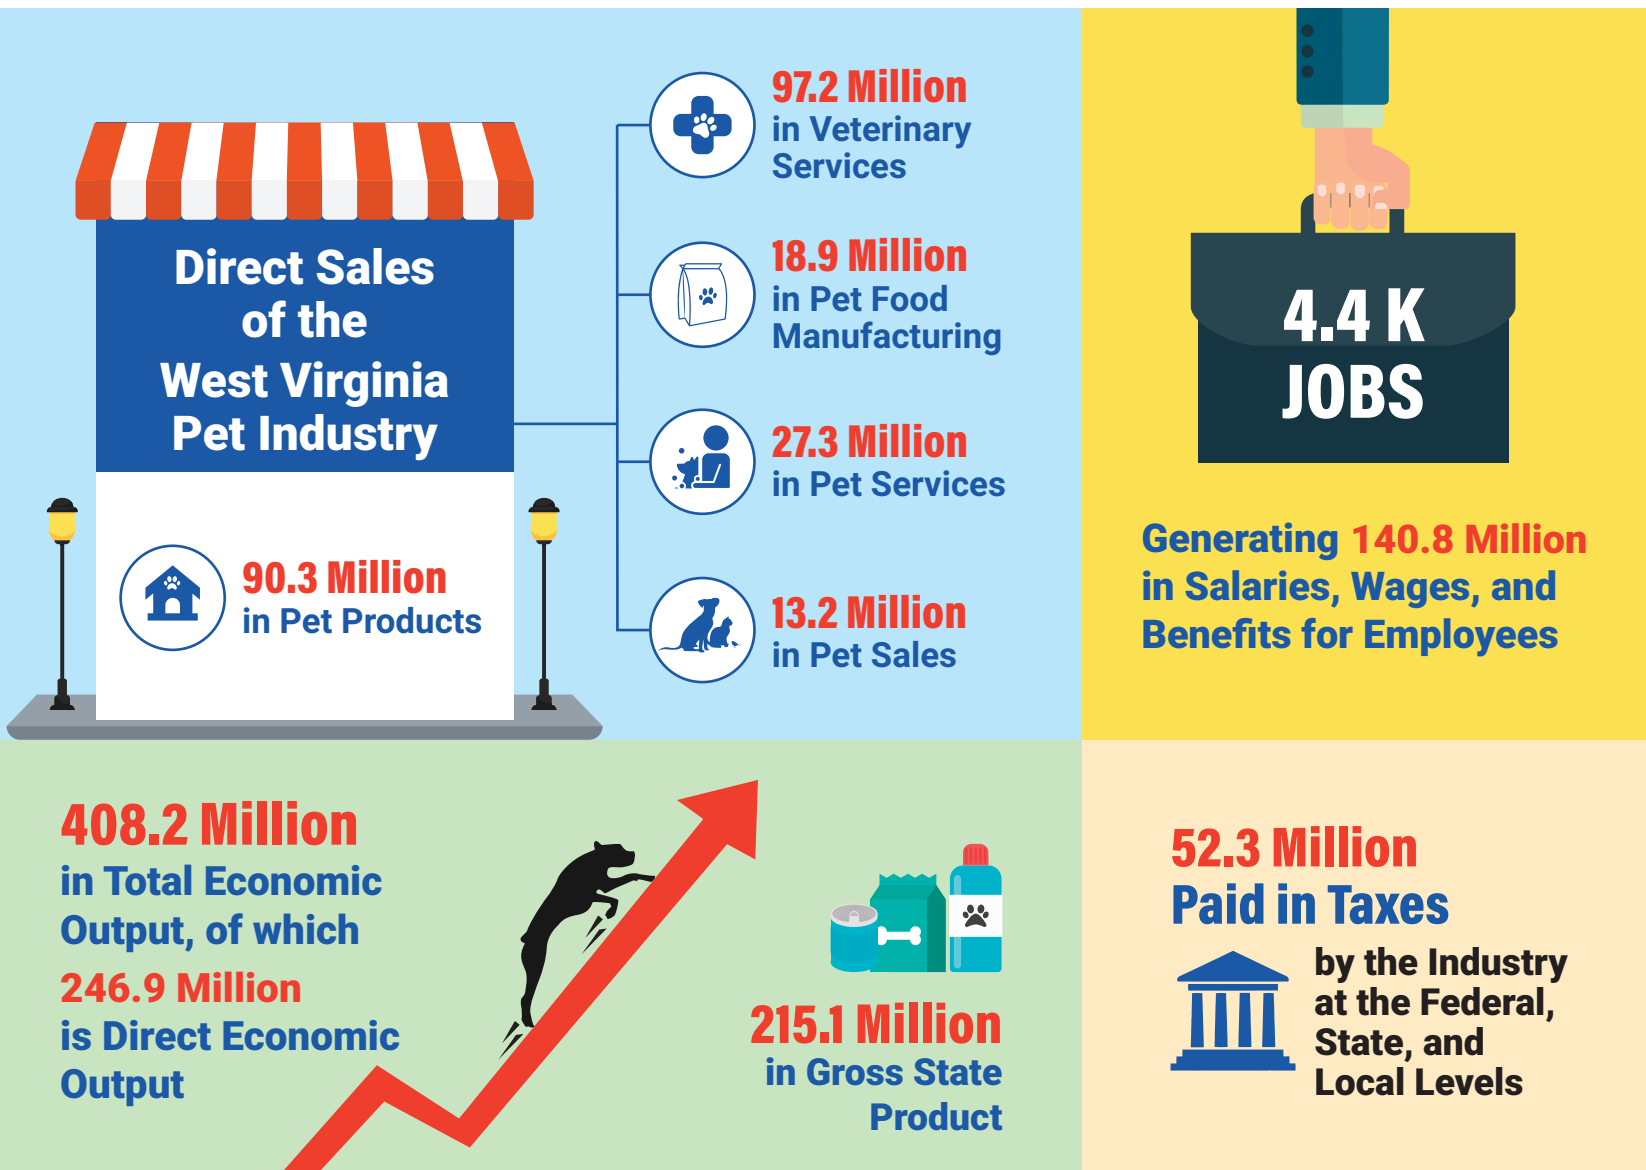 Direct Sales
of the
West Virginia
Pet Industry
90.3 Million
in Pet Products
97.2 Million
in Veterinary
Services
18.9 Million
in Pet Food
Manufacturing
27.3 Million
in Pet Services
13.2 Million
in Pet Sales
4.4 K
JOBS
Generating 140.8 Million
in Salaries, Wages, and
Benefits for Employees
408.2 Million
in Total Economic
Output, of which
246.9 Million
is Direct Economic
Output
215.1 Million
in Gross State
Product
52.3 Million
Paid in Taxes
by the Industry
at the Federal,
State, and
Local Levels